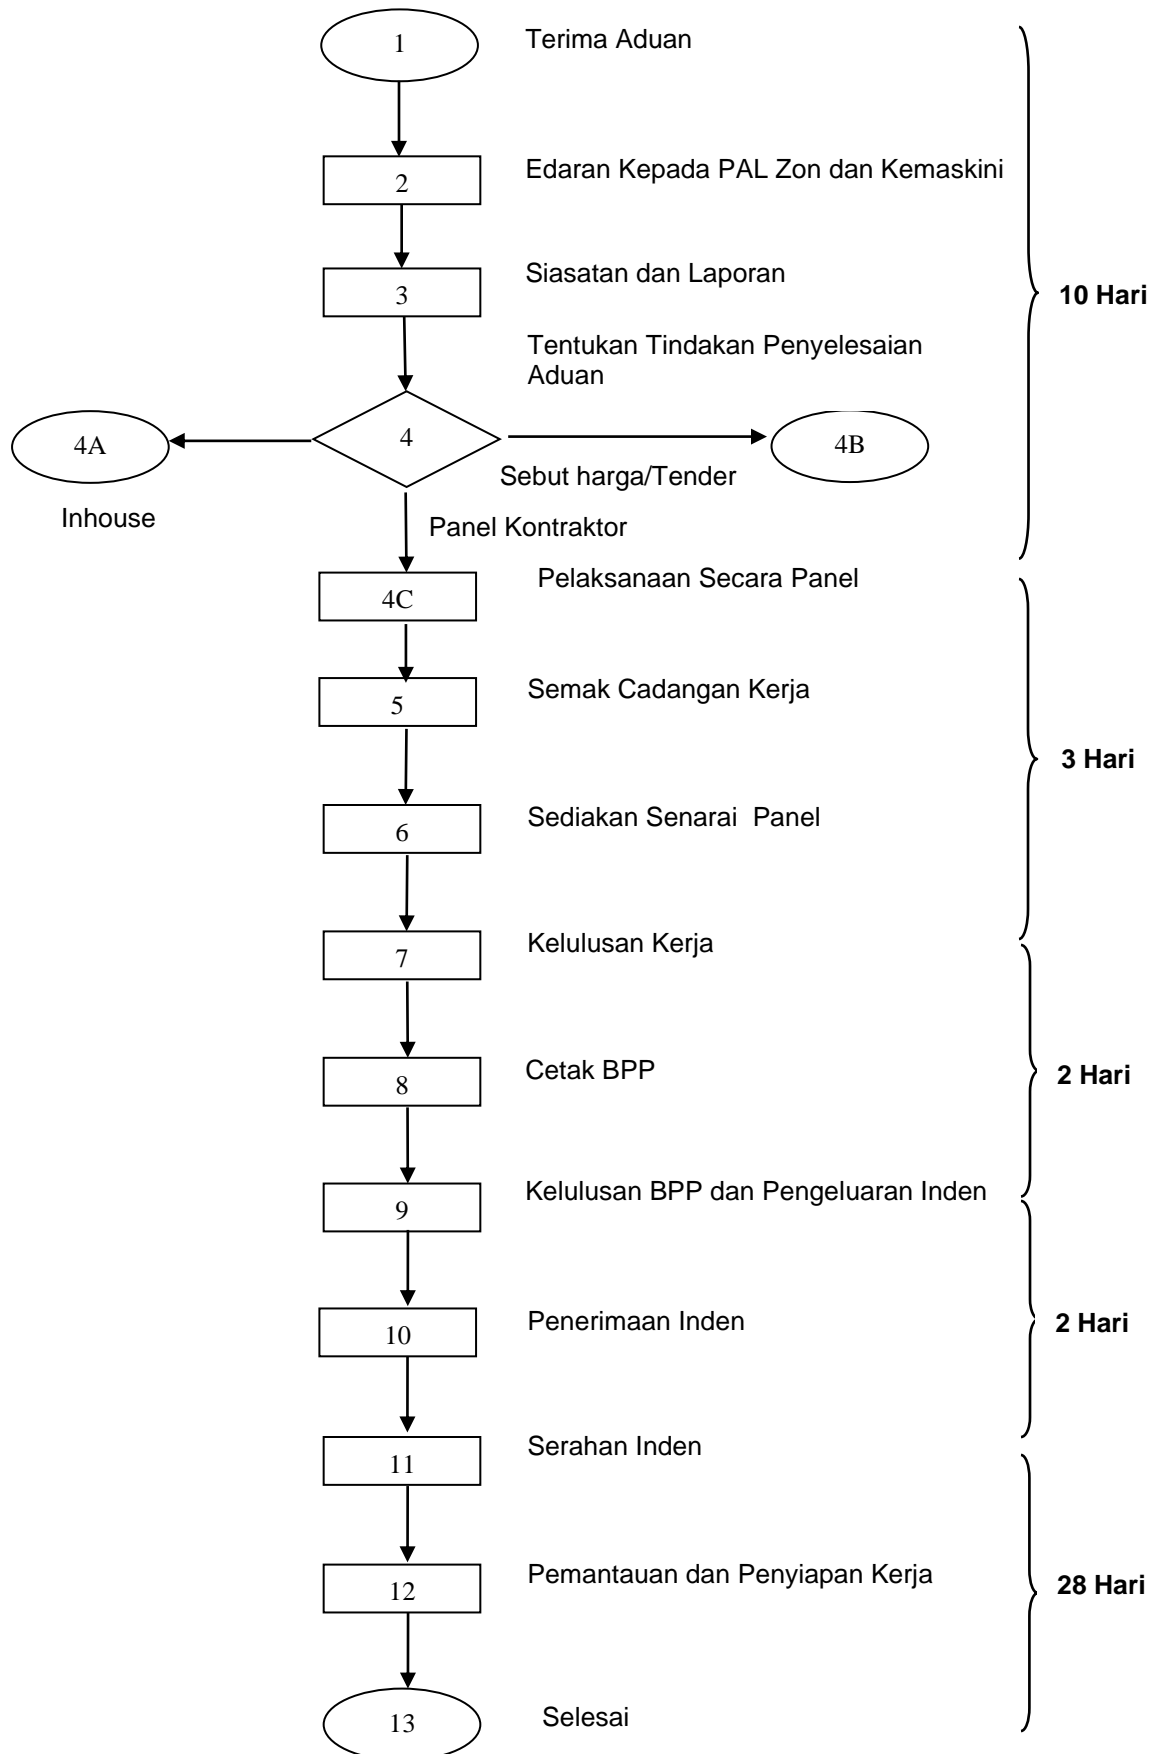 1
Terima Aduan
2
Edaran Kepada PAL Zon dan Kemaskini
3
Siasatan dan Laporan
10 Hari
Tentukan Tindakan Penyelesaian
Aduan
4A
4
4B
Sebut harga/Tender
Inhouse
Panel Kontraktor
4C
Pelaksanaan Secara Panel
5
Semak Cadangan Kerja
3 Hari
6
Sediakan Senarai  Panel
7
Kelulusan Kerja
8
Cetak BPP
2 Hari
9
Kelulusan BPP dan Pengeluaran Inden
10
Penerimaan Inden
2 Hari
11
Serahan Inden
12
Pemantauan dan Penyiapan Kerja
28 Hari
13
Selesai